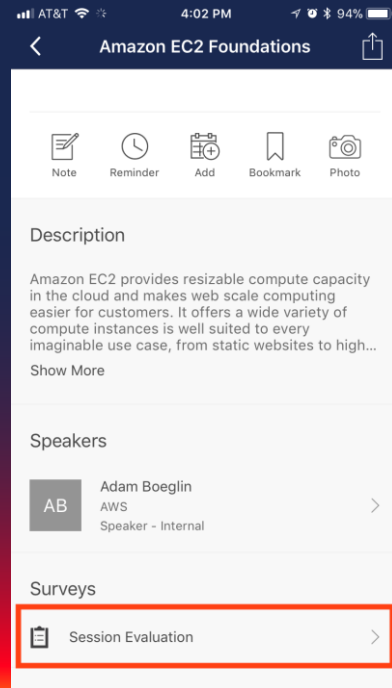 AT&T 4:02 PM 94%
Amazon EC2 Foundations
Note Reminder Add Bookmark Photo
Description
Amazon EC2 provides resizable compute capacity
in the cloud and makes web scale computing
easier for customers. It offers a wide variety of
compute instances is well suited to every
imaginable use case, from static websites to high...
Show More
Speakers
AB
Adam Boeglin
AWS
Speaker - Internal
Surveys
Session Evaluation